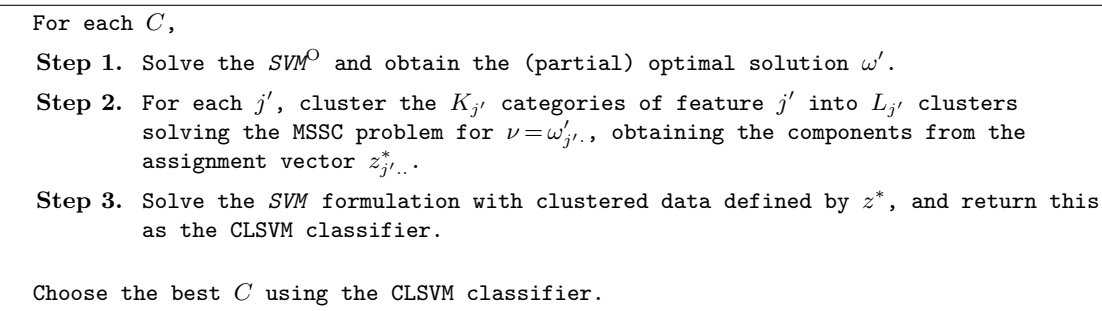 For each C,
Step 1. Solve the SVM^O and obtain the (partial) optimal solution ω′.
Step 2. For each j′, cluster the K_{j′} categories of feature j′ into L_{j′} clusters
solving the MSSC problem for ν=ω′_{j′·}, obtaining the components from the
assignment vector z^*_{j′··}.
Step 3. Solve the SVM formulation with clustered data defined by z^*, and return this
as the CLSVM classifier.
Choose the best C using the CLSVM classifier.